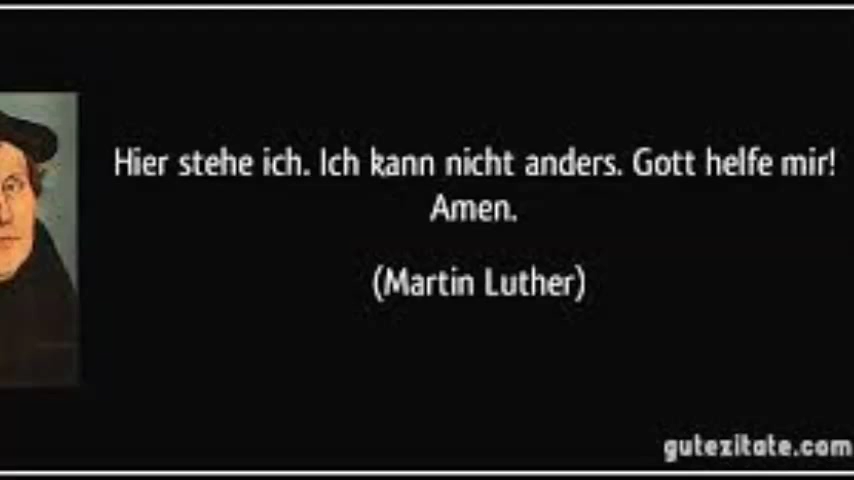 Hier stehe ich. Ich kann nicht anders. Gott helfe mir!
Amen.
(Martin Luther)
gutezitate.com